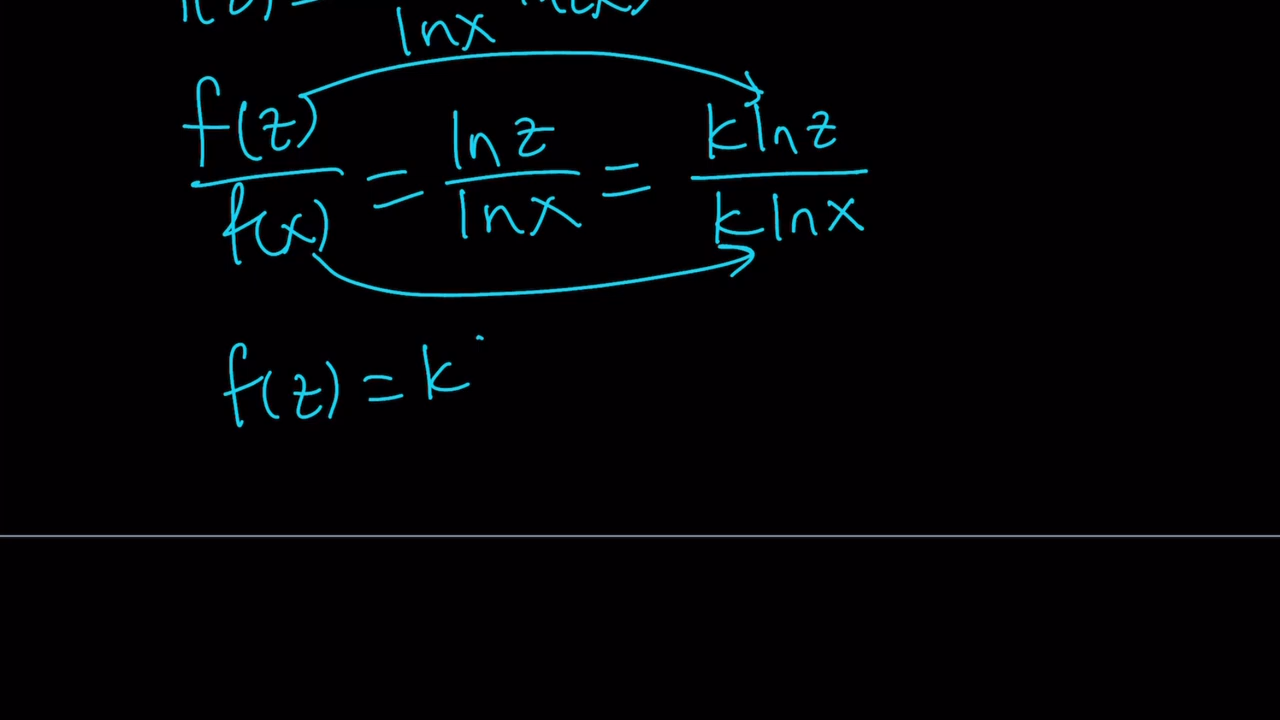 ln x
f(z)/f(x) = ln z/ln x = k ln z/k ln x
f(z) = k